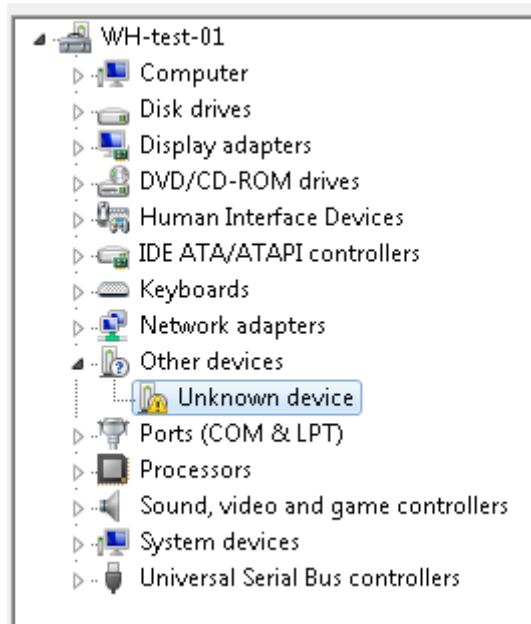 WH-test-01
Computer
Disk drives
Display adapters
DVD/CD-ROM drives
Human Interface Devices
IDE ATA/ATAPI controllers
Keyboards
Network adapters
Other devices
Unknown device
Ports (COM & LPT)
Processors
Sound, video and game controllers
System devices
Universal Serial Bus controllers